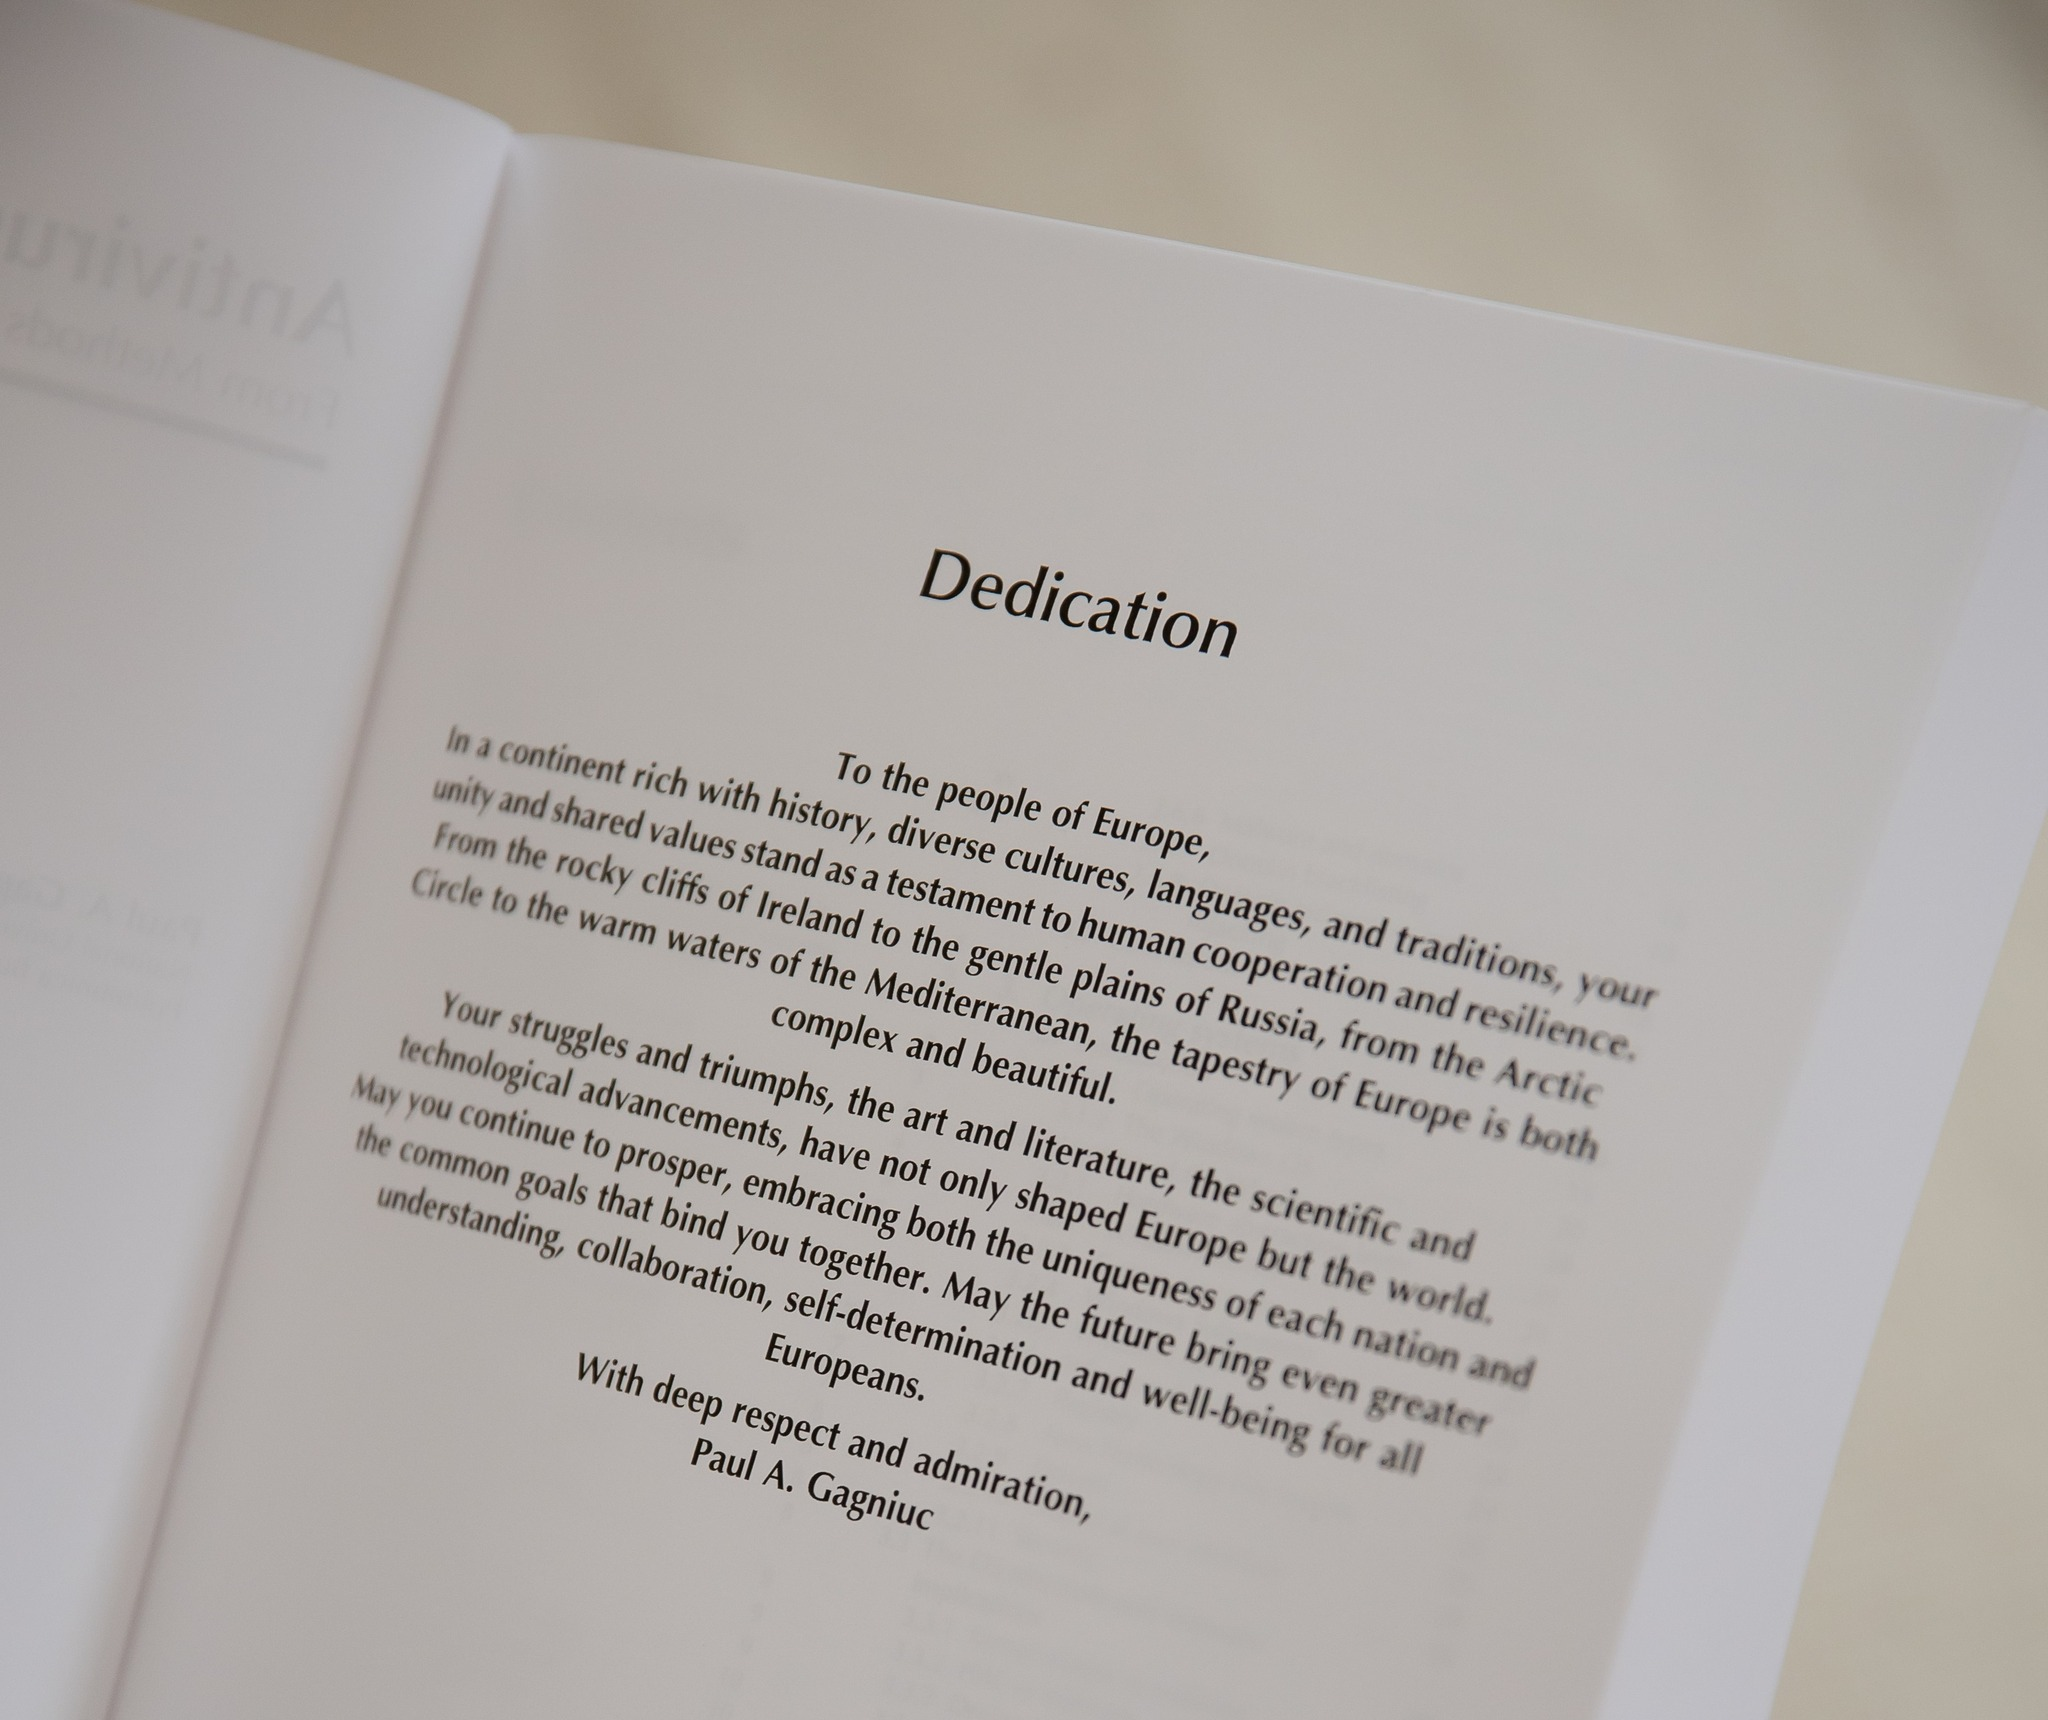 Antiviru
From Methods
Paul A. Gag
Dedication
To the people of Europe,
In a continent rich with history, diverse cultures, languages, and traditions, your
unity and shared values stand as a testament to human cooperation and resilience.
From the rocky cliffs of Ireland to the gentle plains of Russia, from the Arctic
Circle to the warm waters of the Mediterranean, the tapestry of Europe is both
complex and beautiful.
Your struggles and triumphs, the art and literature, the scientific and
technological advancements, have not only shaped Europe but the world.
May you continue to prosper, embracing both the uniqueness of each nation and
the common goals that bind you together. May the future bring even greater
understanding, collaboration, self-determination and well-being for all
Europeans.
With deep respect and admiration,
Paul A. Gagniuc